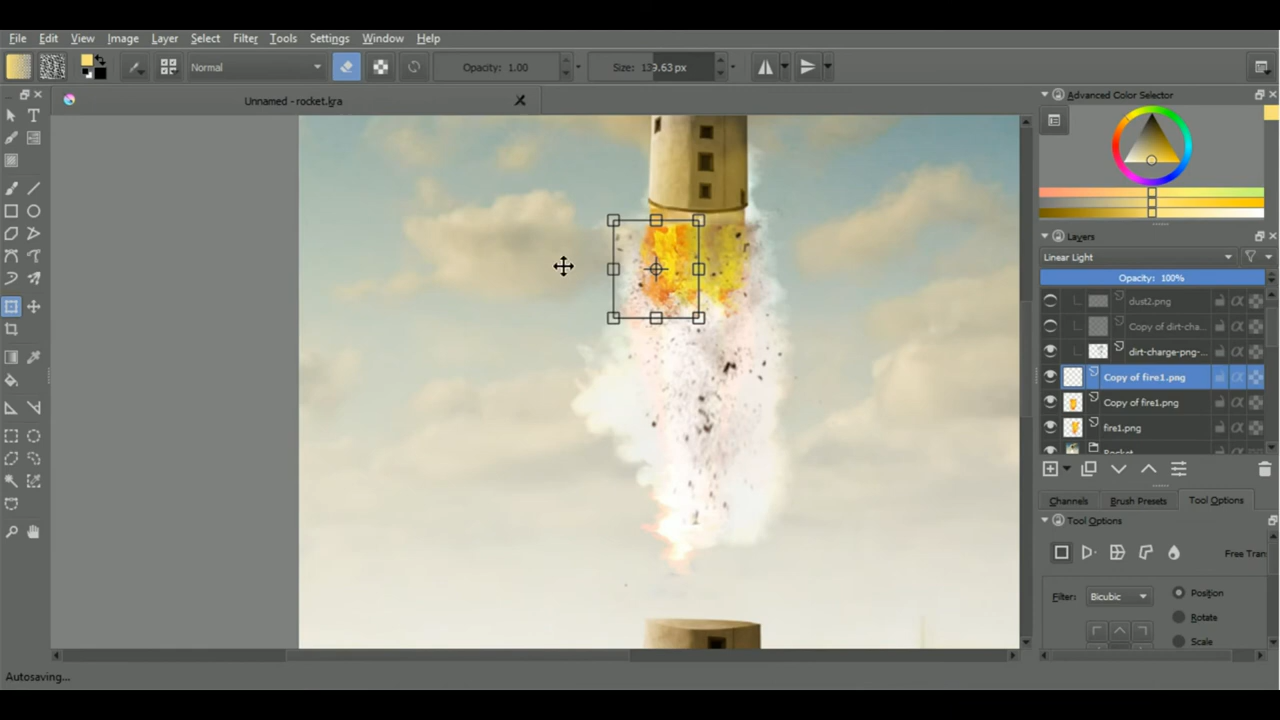 File Edit View Image Layer Select Filter Tools Settings Window Help
Normal Opacity: 1.00 Size: 139.63 px
Unnamed - rocket.kra
Advanced Color Selector
Layers
Linear Light
Opacity: 100%
dust2.png
Copy of dirt-cha...
dirt-charge-png-...
Copy of fire1.png
Copy of fire1.png
fire1.png
Rocket
Channels Brush Presets Tool Options
Tool Options
Free Tran
Filter: Bicubic Position
Rotate
Scale
Autosaving...